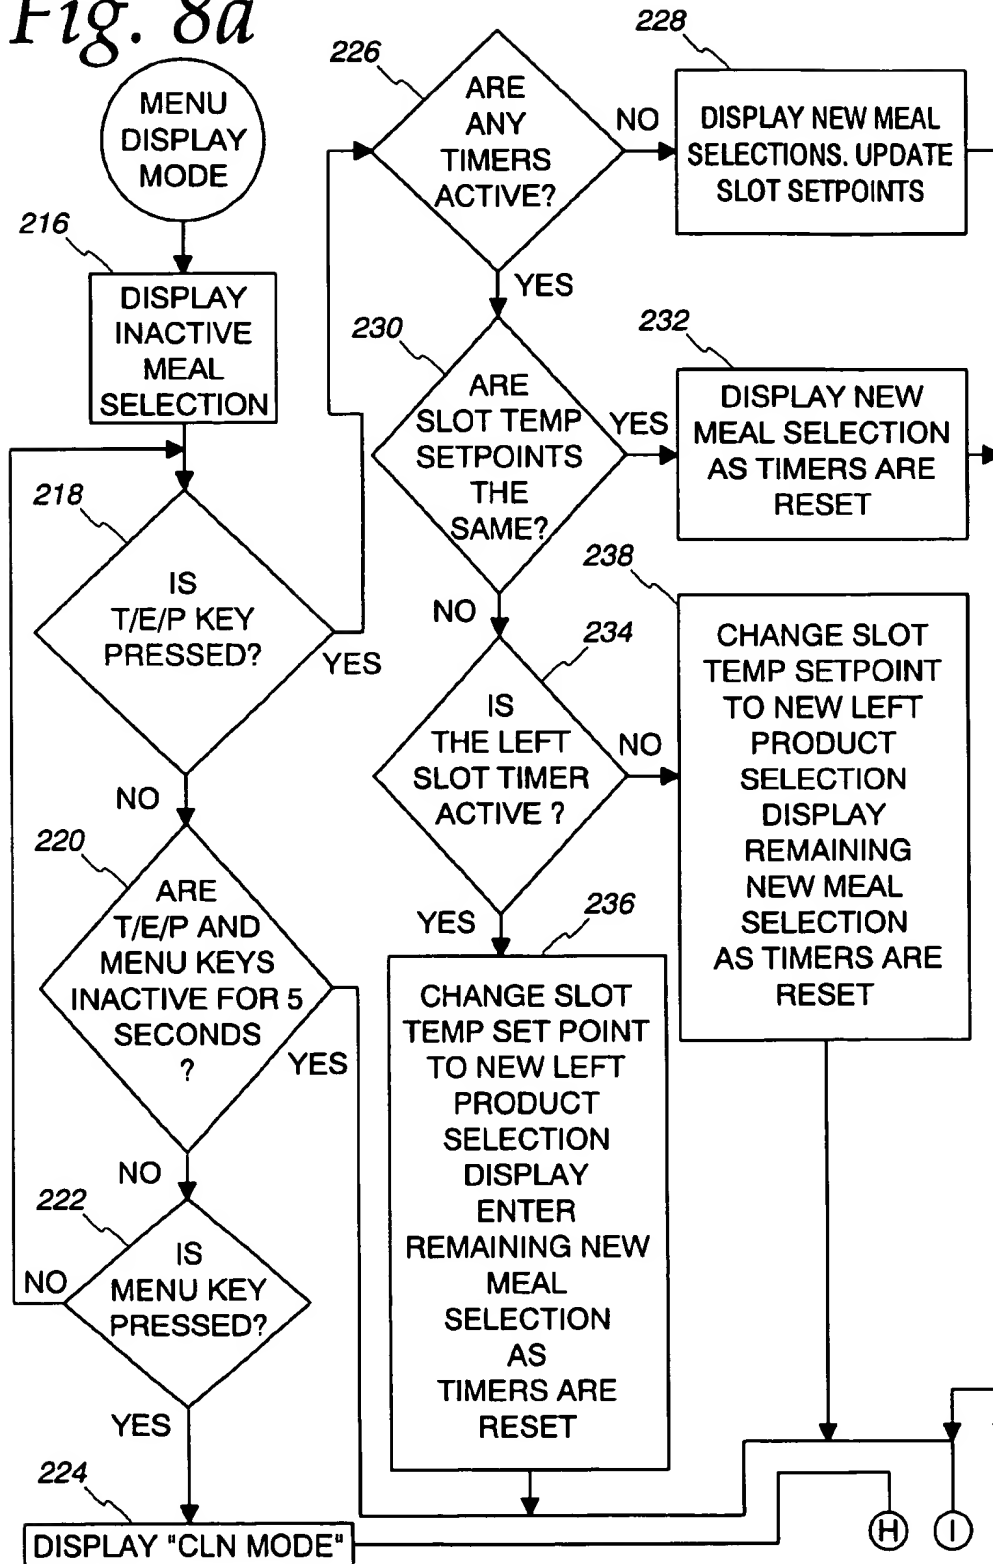 Fig. 8a
MENU
DISPLAY
MODE
216
DISPLAY
INACTIVE
MEAL
SELECTION
218
IS
T/E/P KEY
PRESSED?
YES
NO
220
ARE
T/E/P AND
MENU KEYS
INACTIVE FOR 5
SECONDS
?
YES
NO
222
IS
MENU KEY
PRESSED?
NO
YES
224
DISPLAY "CLN MODE"
226
ARE
ANY
TIMERS
ACTIVE?
NO
YES
228
DISPLAY NEW MEAL
SELECTIONS. UPDATE
SLOT SETPOINTS
230
ARE
SLOT TEMP
SETPOINTS
THE
SAME?
YES
NO
232
DISPLAY NEW
MEAL SELECTION
AS TIMERS ARE
RESET
234
IS
THE LEFT
SLOT TIMER
ACTIVE ?
NO
YES
236
CHANGE SLOT
TEMP SET POINT
TO NEW LEFT
PRODUCT
SELECTION
DISPLAY
ENTER
REMAINING NEW
MEAL
SELECTION
AS
TIMERS ARE
RESET
238
CHANGE SLOT
TEMP SETPOINT
TO NEW LEFT
PRODUCT
SELECTION
DISPLAY
REMAINING
NEW MEAL
SELECTION
AS TIMERS ARE
RESET
H
I